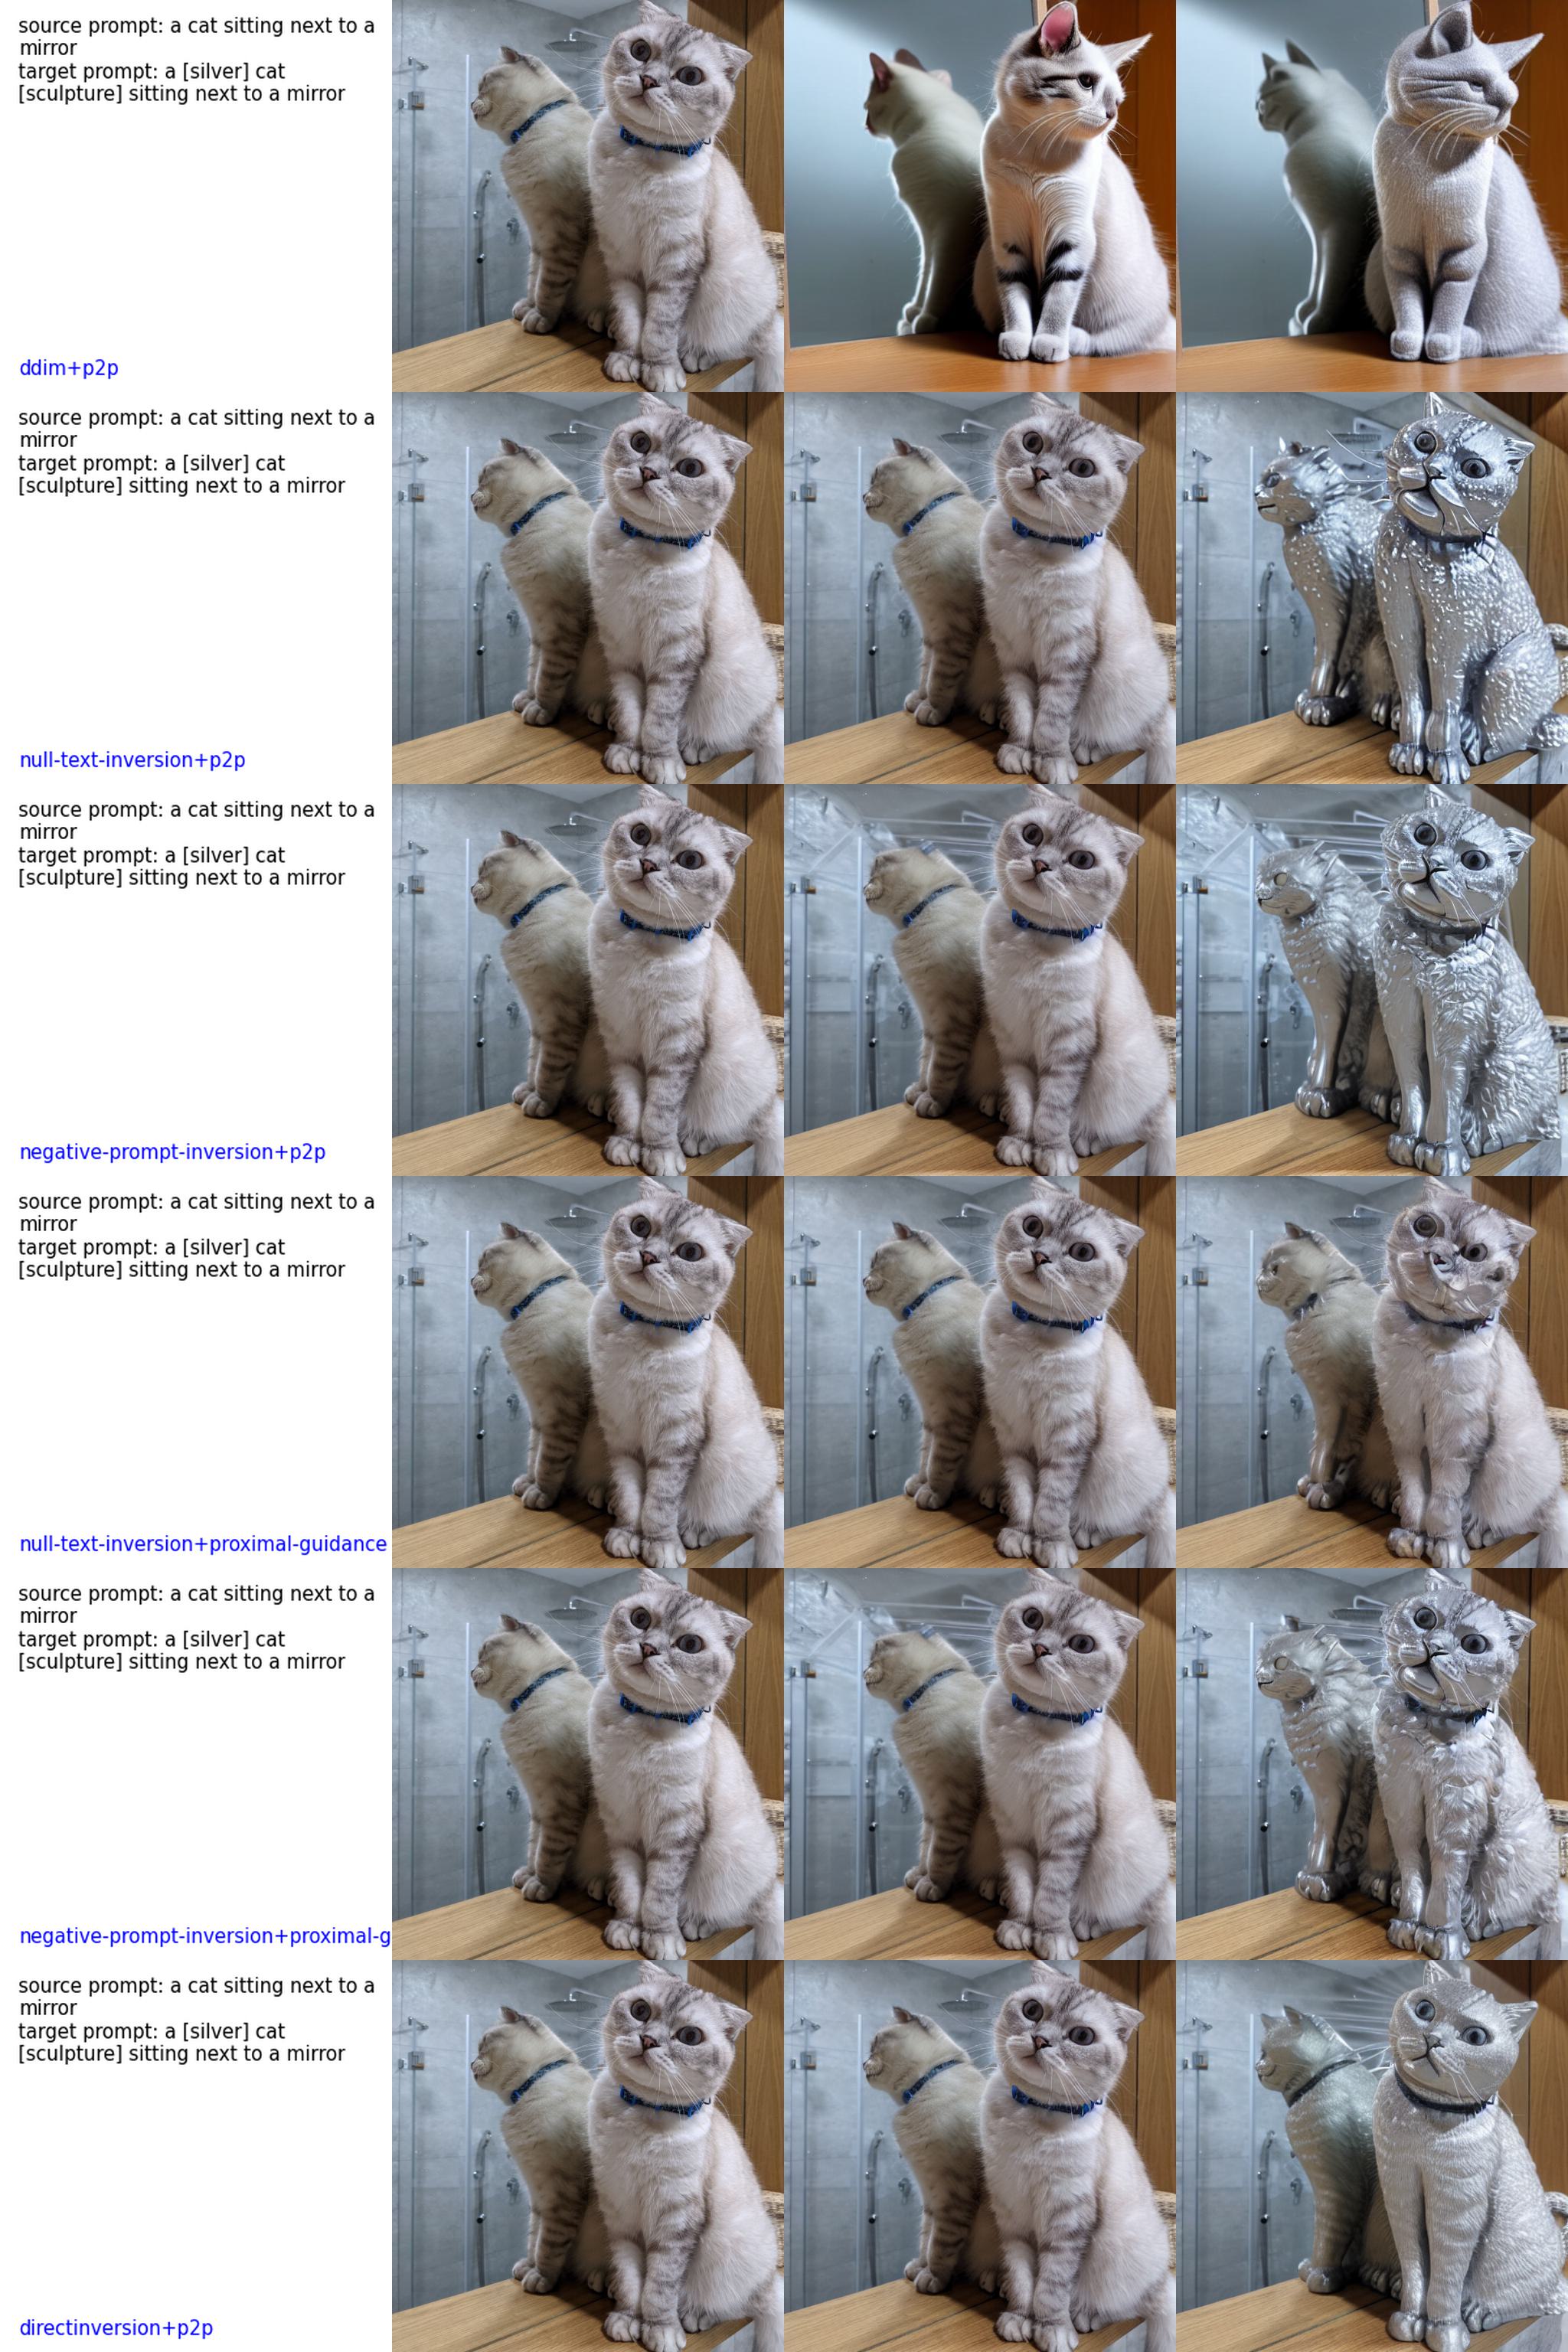 source prompt: a cat sitting next to a
mirror
target prompt: a [silver] cat
[sculpture] sitting next to a mirror
ddim+p2p
source prompt: a cat sitting next to a
mirror
target prompt: a [silver] cat
[sculpture] sitting next to a mirror
null-text-inversion+p2p
source prompt: a cat sitting next to a
mirror
target prompt: a [silver] cat
[sculpture] sitting next to a mirror
negative-prompt-inversion+p2p
source prompt: a cat sitting next to a
mirror
target prompt: a [silver] cat
[sculpture] sitting next to a mirror
null-text-inversion+proximal-guidance
source prompt: a cat sitting next to a
mirror
target prompt: a [silver] cat
[sculpture] sitting next to a mirror
negative-prompt-inversion+proximal-g
source prompt: a cat sitting next to a
mirror
target prompt: a [silver] cat
[sculpture] sitting next to a mirror
directinversion+p2p